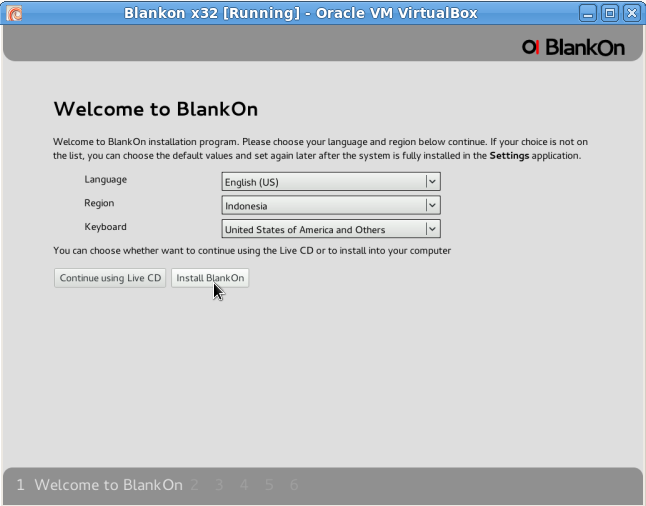 Blankon x32 [Running] - Oracle VM VirtualBox
BlankOn
Welcome to BlankOn
Welcome to BlankOn installation program. Please choose your language and region below continue. If your choice is not on
the list, you can choose the default values and set again later after the system is fully installed in the Settings application.
Language English (US)
Region Indonesia
Keyboard United States of America and Others
You can choose whether want to continue using the Live CD or to install into your computer
Continue using Live CD Install BlankOn
1 Welcome to BlankOn 2 3 4 5 6